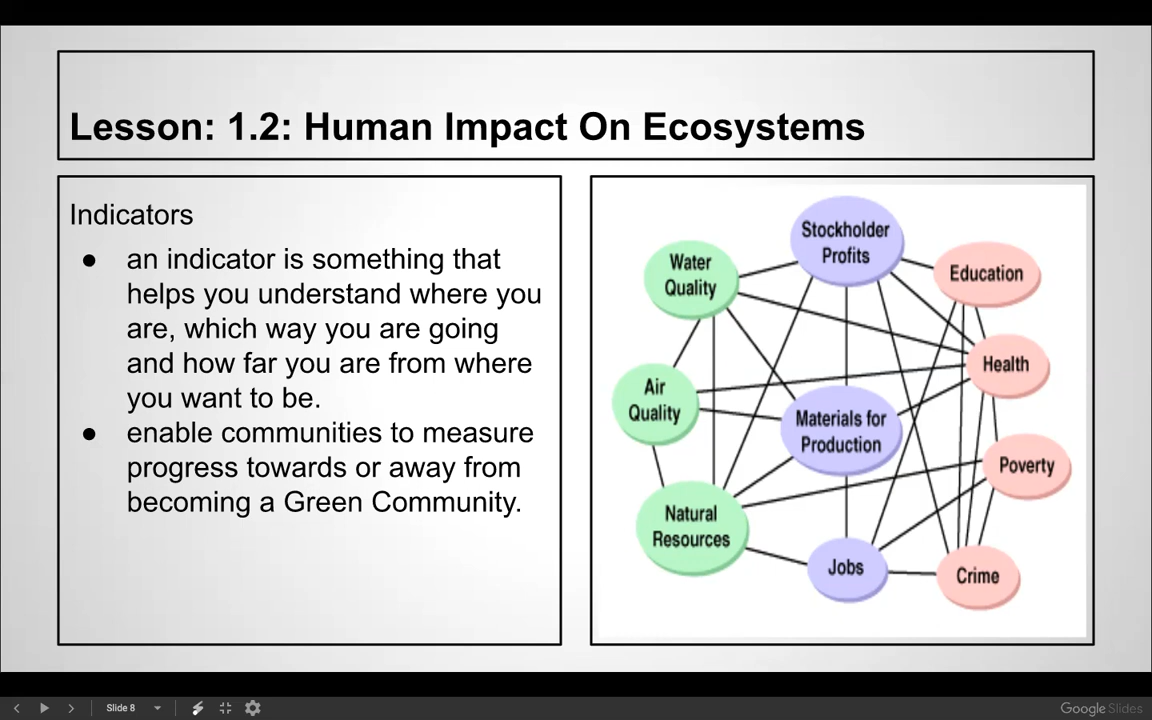 Lesson: 1.2: Human Impact On Ecosystems
Indicators
● an indicator is something that
helps you understand where you
are, which way you are going
and how far you are from where
you want to be.
● enable communities to measure
progress towards or away from
becoming a Green Community.
Stockholder
Profits
Water
Quality
Education
Health
Air
Quality
Materials for
Production
Poverty
Natural
Resources
Jobs
Crime
Slide 8
Google Slides